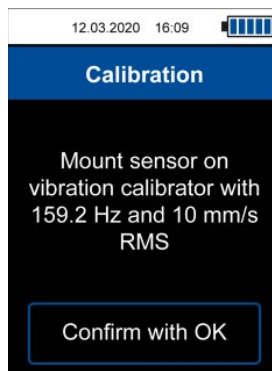 12.03.2020 16:09
Calibration
Mount sensor on
vibration calibrator with
159.2 Hz and 10 mm/s
RMS
Confirm with OK